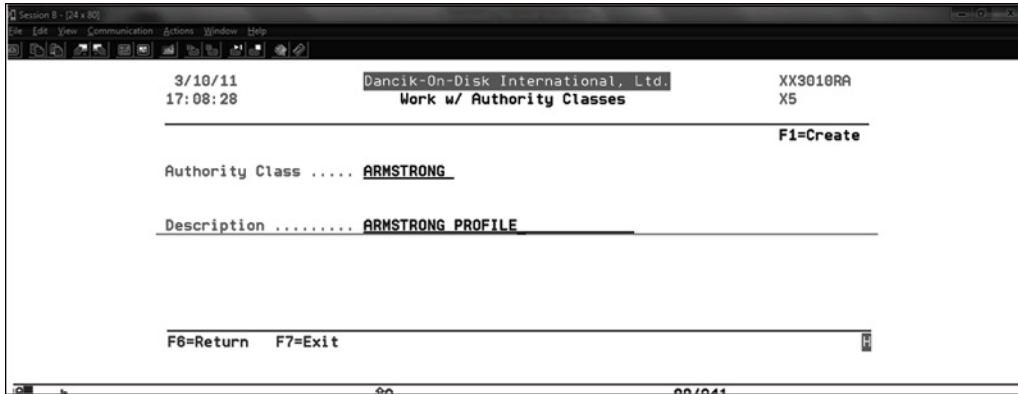 Session B - [24 x 80]
File Edit View Communication Actions Window Help
3/10/11 Dancik-On-Disk International, Ltd. XX3010RA
17:08:28 Work w/ Authority Classes X5
F1=Create
Authority Class ..... ARMSTRONG
Description ......... ARMSTRONG PROFILE
F6=Return F7=Exit H